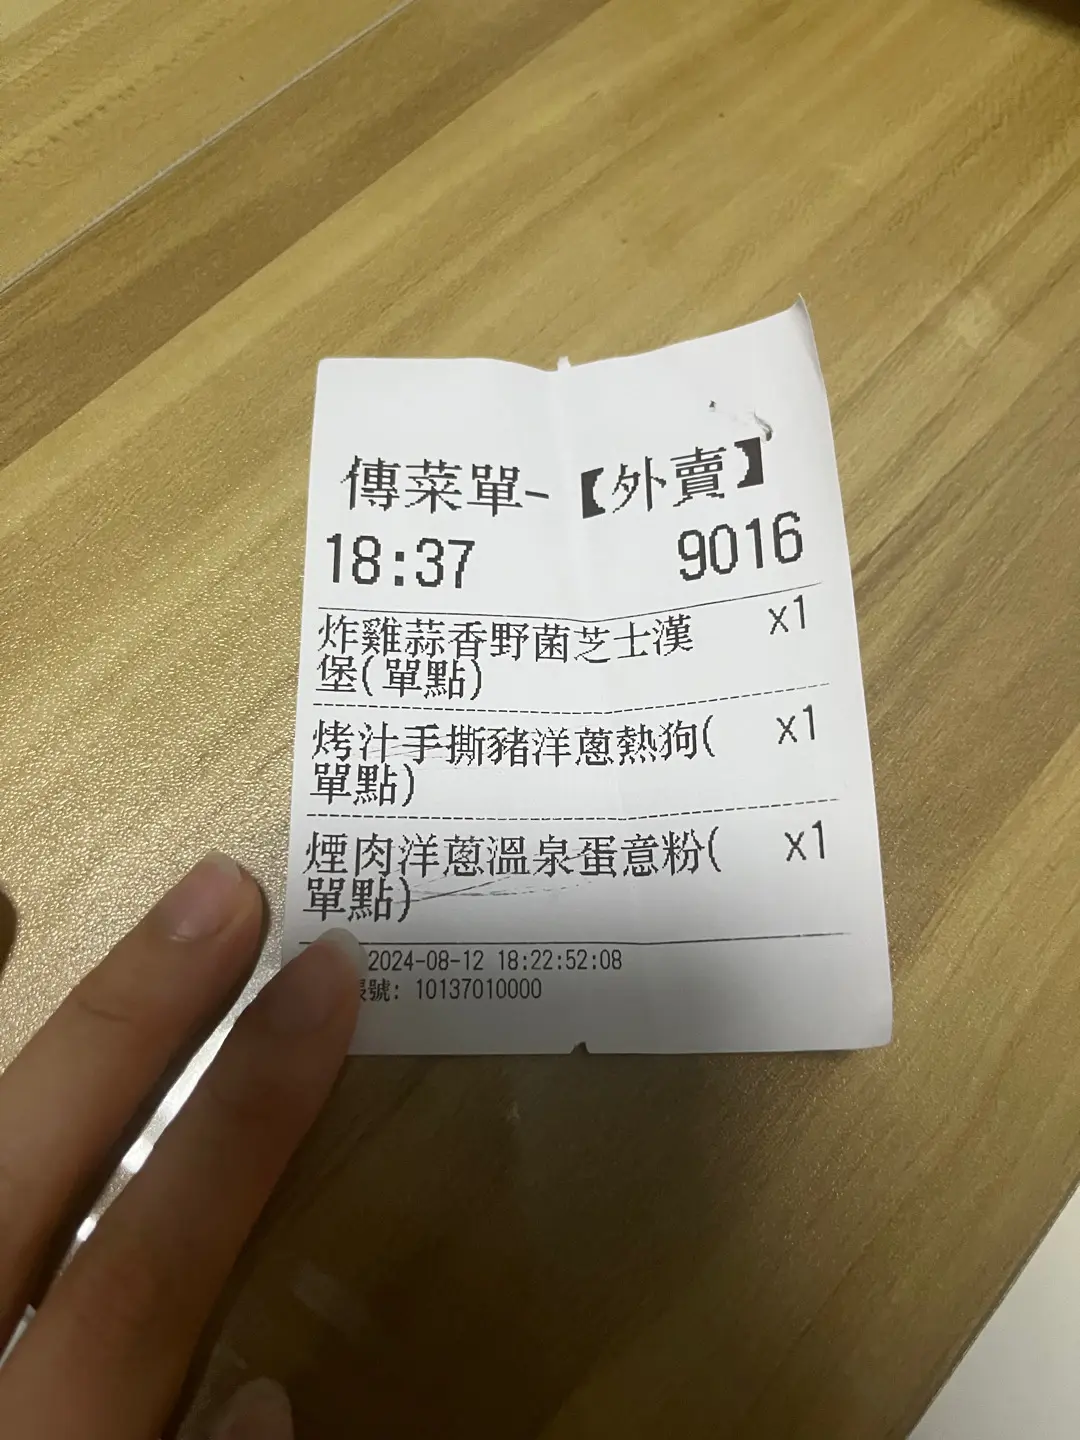 傳菜單-【外賣】
18:37 9016
炸雞蒜香野菌芝士漢 x1
堡(單點)
烤汁手撕豬洋蔥熱狗( x1
單點)
煙肉洋蔥溫泉蛋意粉( x1
單點)
2024-08-12 18:22:52:08
號: 10137010000